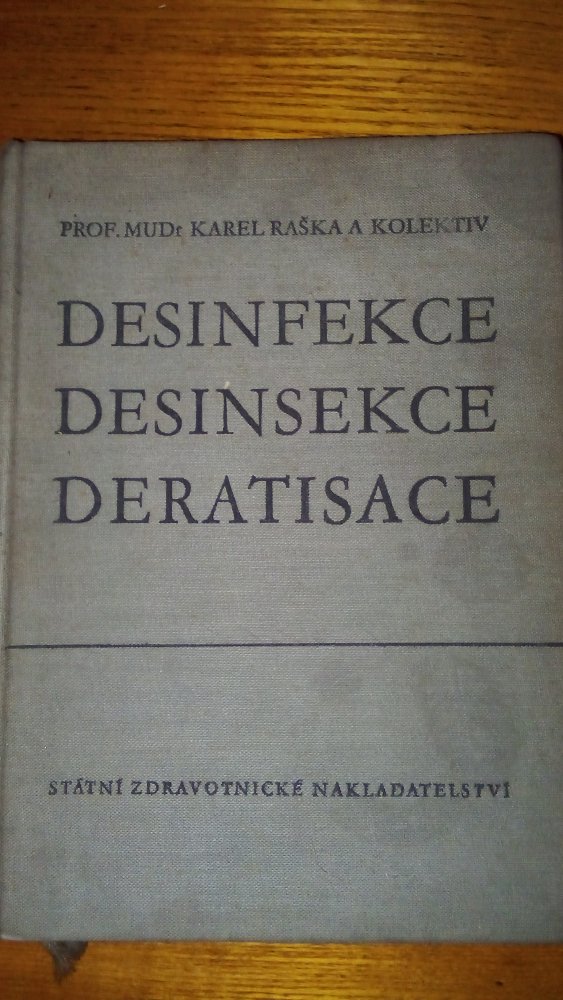 PROF. MUDr KAREL RAŠKA A KOLEKTIV
DESINFEKCE
DESINSEKCE
DERATISACE
STÁTNÍ ZDRAVOTNICKÉ NAKLADATELSTVÍ